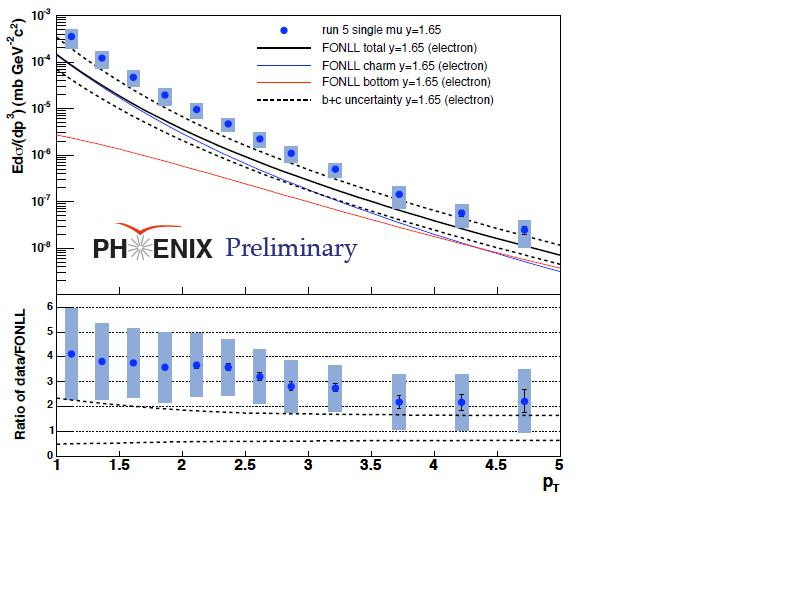 10⁻³
10⁻⁴
10⁻⁵
10⁻⁶
10⁻⁷
10⁻⁸
Edσ/(dp³) (mb GeV⁻²c²)
run 5 single mu y=1.65
FONLL total y=1.65 (electron)
FONLL charm y=1.65 (electron)
FONLL bottom y=1.65 (electron)
b+c uncertainty y=1.65 (electron)
PHENIX Preliminary
Ratio of data/FONLL
6
5
4
3
2
1
0
1 1.5 2 2.5 3 3.5 4 4.5 5
pT